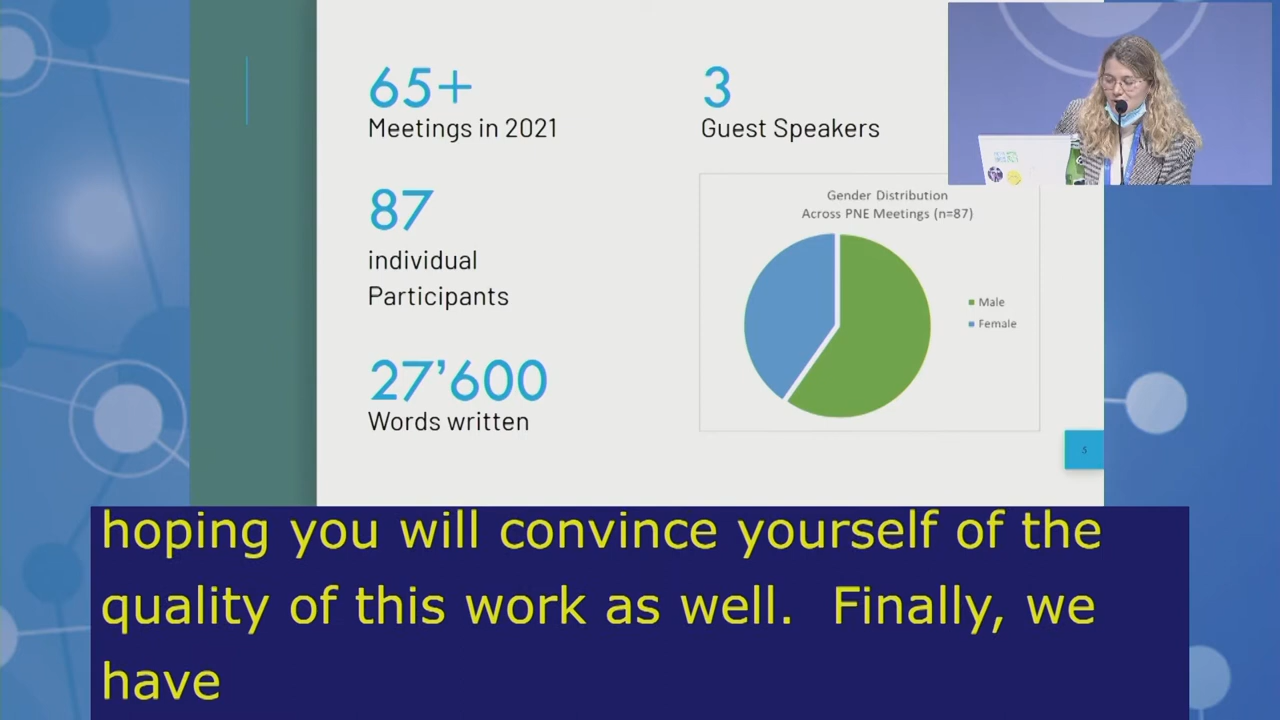 65+
Meetings in 2021
87
individual
Participants
27’600
Words written
3
Guest Speakers
Gender Distribution
Across PNE Meetings (n=87)
Male
Female
5
hoping you will convince yourself of the
quality of this work as well.  Finally, we
have